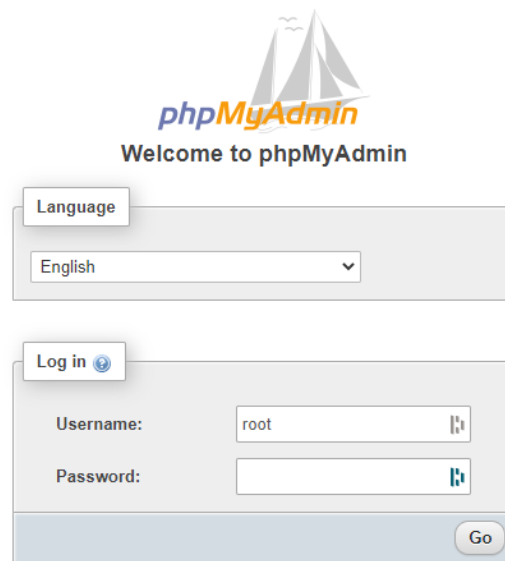 phpMyAdmin
Welcome to phpMyAdmin
Language
English
Log in
Username:
root
Password:
Go